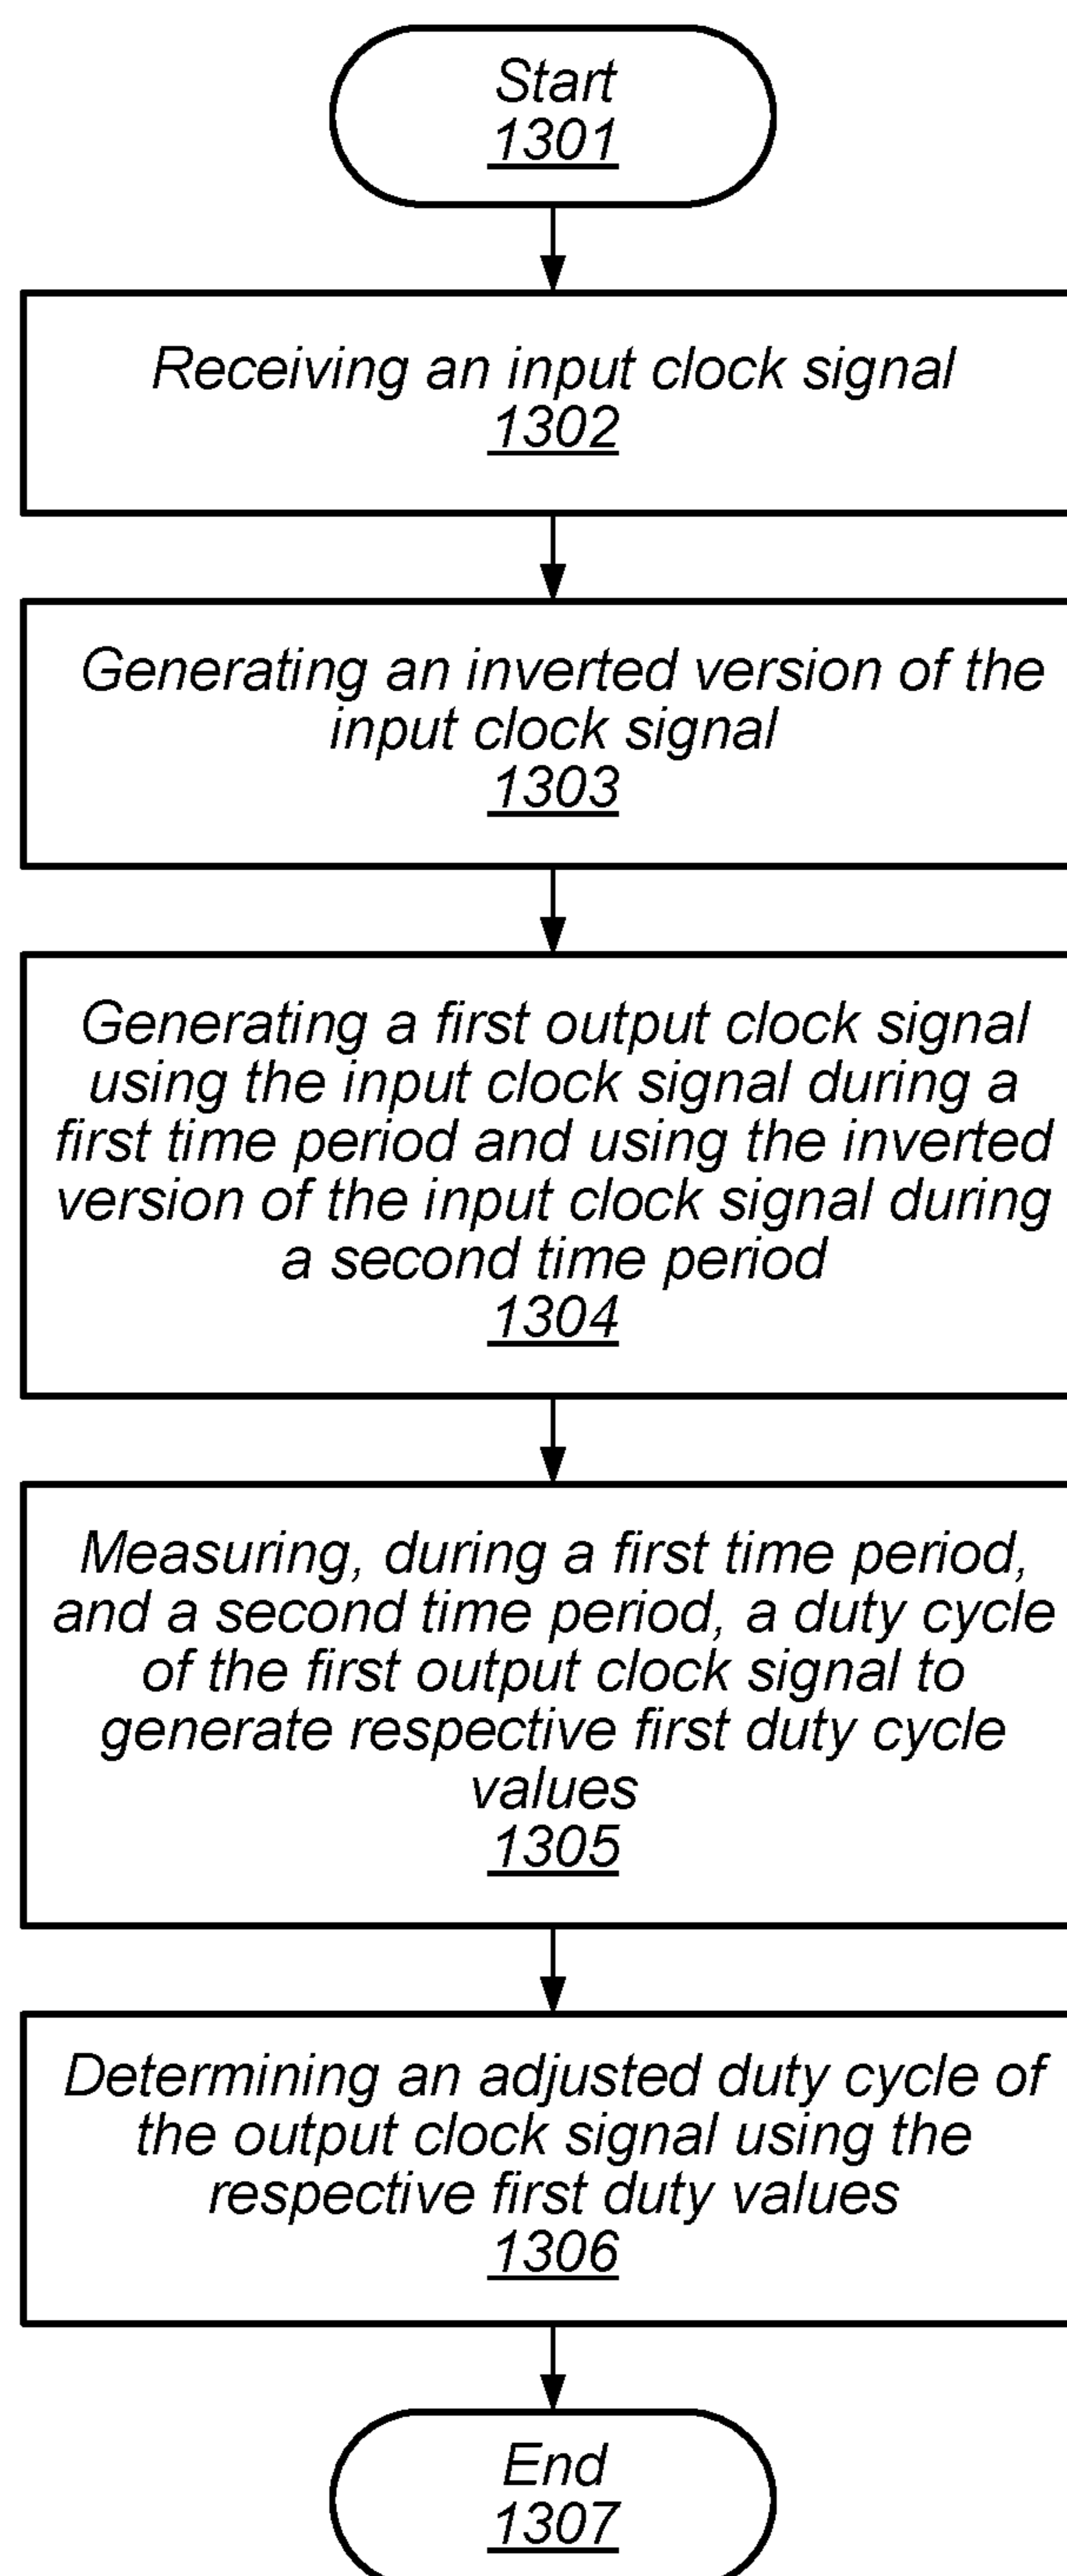 Start
1301
Receiving an input clock signal
1302
Generating an inverted version of the
input clock signal
1303
Generating a first output clock signal
using the input clock signal during a
first time period and using the inverted
version of the input clock signal during
a second time period
1304
Measuring, during a first time period,
and a second time period, a duty cycle
of the first output clock signal to
generate respective first duty cycle
values
1305
Determining an adjusted duty cycle of
the output clock signal using the
respective first duty values
1306
End
1307